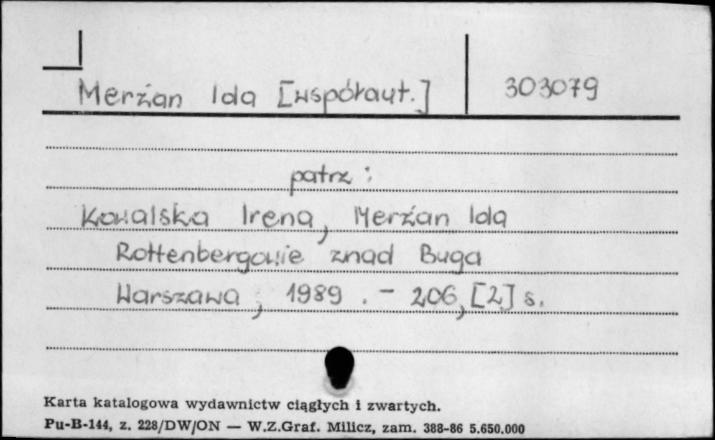 Merżan Ida [współaut.] 303079
patrz:
Kowalska Irena, Merżan Ida
Rottenbergowie znad Buga
Warszawa, 1989. - 206, [2] s.
Karta katalogowa wydawnictw ciągłych i zwartych.
Pu-B-144, z. 228/DW/ON — W.Z.Graf. Milicz, zam. 388-86 5.650.000